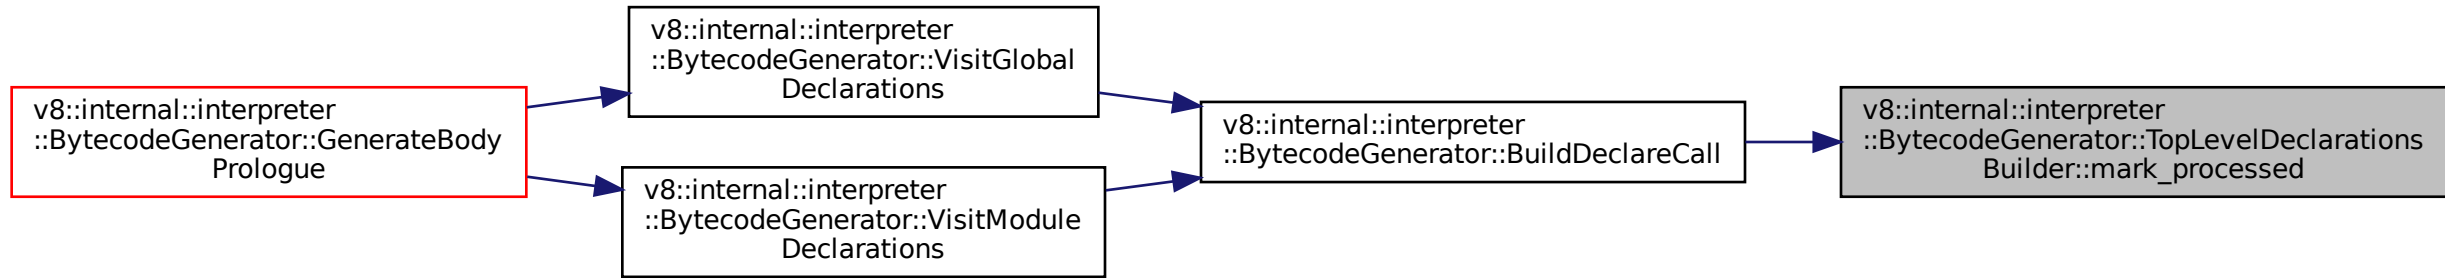 v8::internal::interpreter
::BytecodeGenerator::GenerateBody
Prologue
v8::internal::interpreter
::BytecodeGenerator::VisitGlobal
Declarations
v8::internal::interpreter
::BytecodeGenerator::VisitModule
Declarations
v8::internal::interpreter
::BytecodeGenerator::BuildDeclareCall
v8::internal::interpreter
::BytecodeGenerator::TopLevelDeclarations
Builder::mark_processed